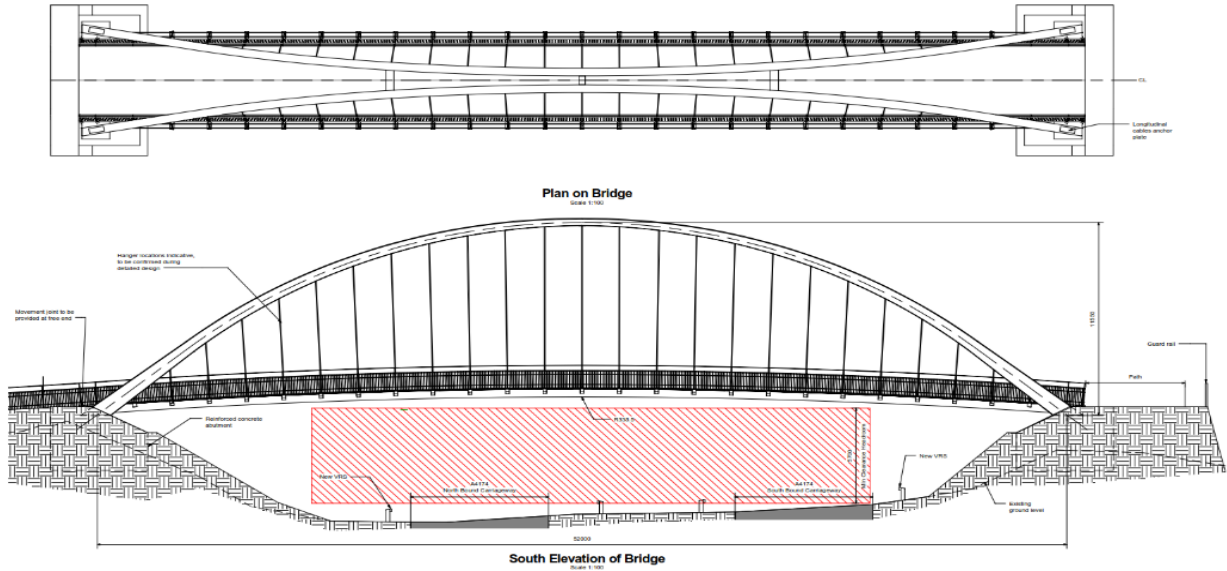 CL
Longitudinal
cables anchor
plate
Plan on Bridge
Scale 1:100
Hanger locations indicative,
to be confirmed during
detailed design
Movement joint to be
provided at free end
11550
Guard rail
Path
Reinforced concrete
abutment
5700
Min Clearance
New VRS
New VRS
A4174
North Bound Carriageway
A4174
South Bound Carriageway
Existing
ground level
52000
South Elevation of Bridge
Scale 1:100